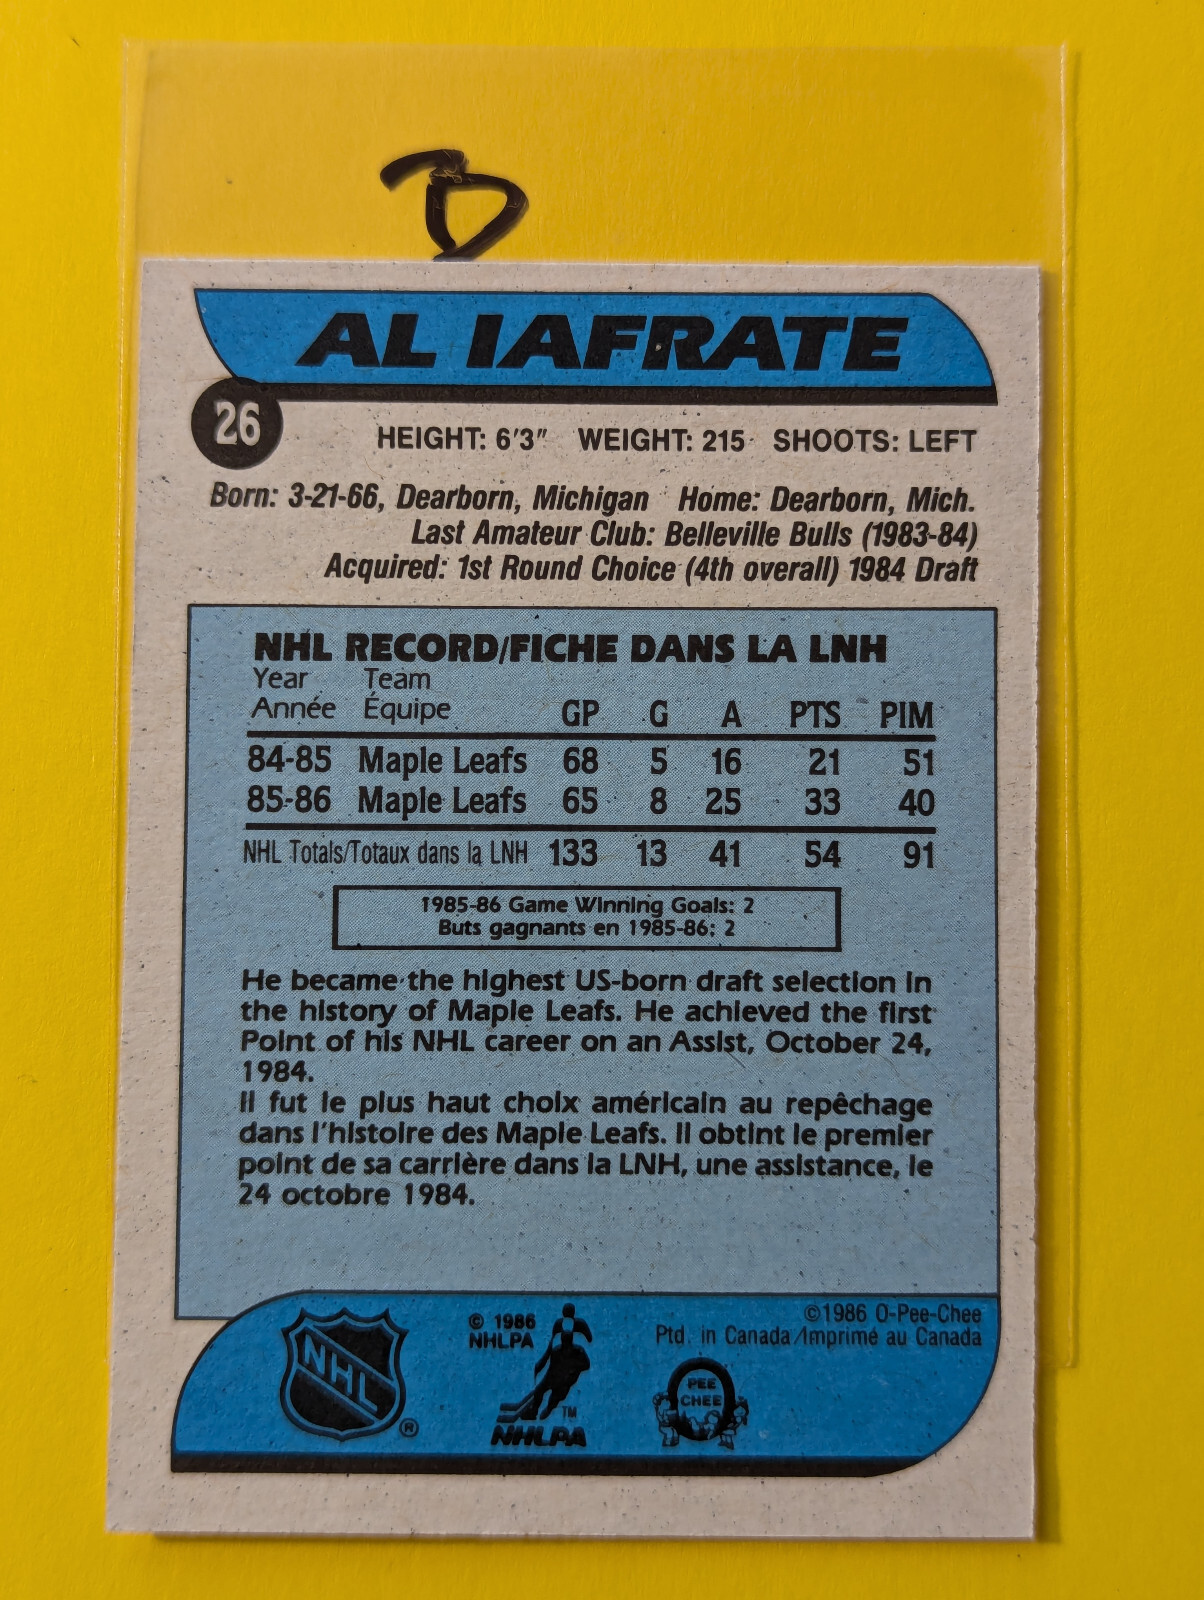 D
AL IAFRATE
26
HEIGHT: 6'3" WEIGHT: 215 SHOOTS: LEFT
Born: 3-21-66, Dearborn, Michigan Home: Dearborn, Mich.
Last Amateur Club: Belleville Bulls (1983-84)
Acquired: 1st Round Choice (4th overall) 1984 Draft
NHL RECORD/FICHE DANS LA LNH
Year Team
Année Équipe GP G A PTS PIM
84-85 Maple Leafs 68 5 16 21 51
85-86 Maple Leafs 65 8 25 33 40
NHL Totals/Totaux dans la LNH 133 13 41 54 91
1985-86 Game Winning Goals: 2
Buts gagnants en 1985-86: 2
He became the highest US-born draft selection in
the history of Maple Leafs. He achieved the first
Point of his NHL career on an Assist, October 24,
1984.
Il fut le plus haut choix américain au repêchage
dans l'histoire des Maple Leafs. Il obtint le premier
point de sa carrière dans la LNH, une assistance, le
24 octobre 1984.
NHL ®
© 1986
NHLPA
TM
NHLPA
©1986 O-Pee-Chee
Ptd. in Canada/Imprimé au Canada
O
PEE
CHEE